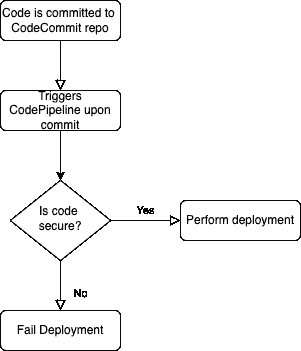 Code is committed to
CodeCommit repo
Triggers
CodePipeline upon
commit
Is code
secure?
Yes
Perform deployment
No
Fail Deployment